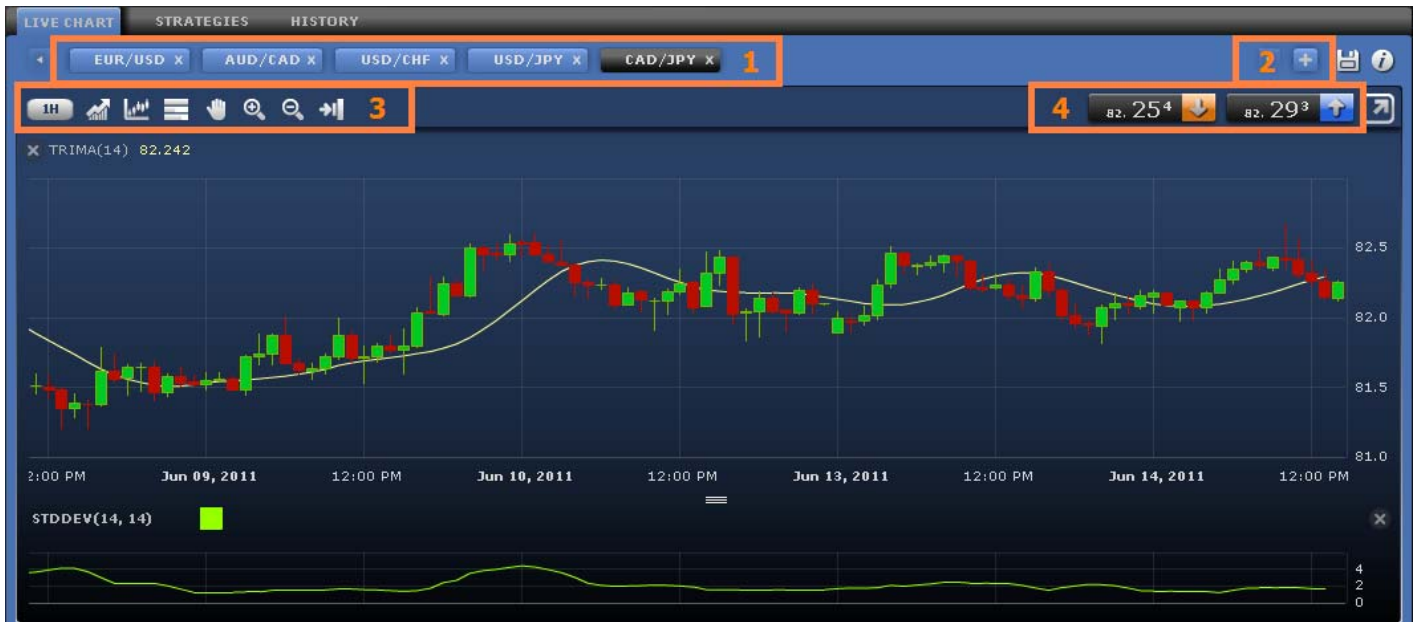 LIVE CHART STRATEGIES HISTORY
EUR/USD X AUD/CAD X USD/CHF X USD/JPY X CAD/JPY X 1 2 + i
1H 3 4 82. 25⁴ 82. 29³
X TRIMA(14) 82.242
82.5
82.0
81.5
81.0
2:00 PM Jun 09, 2011 12:00 PM Jun 10, 2011 12:00 PM Jun 13, 2011 12:00 PM Jun 14, 2011 12:00 PM
STDDEV(14, 14) X
4
2
0